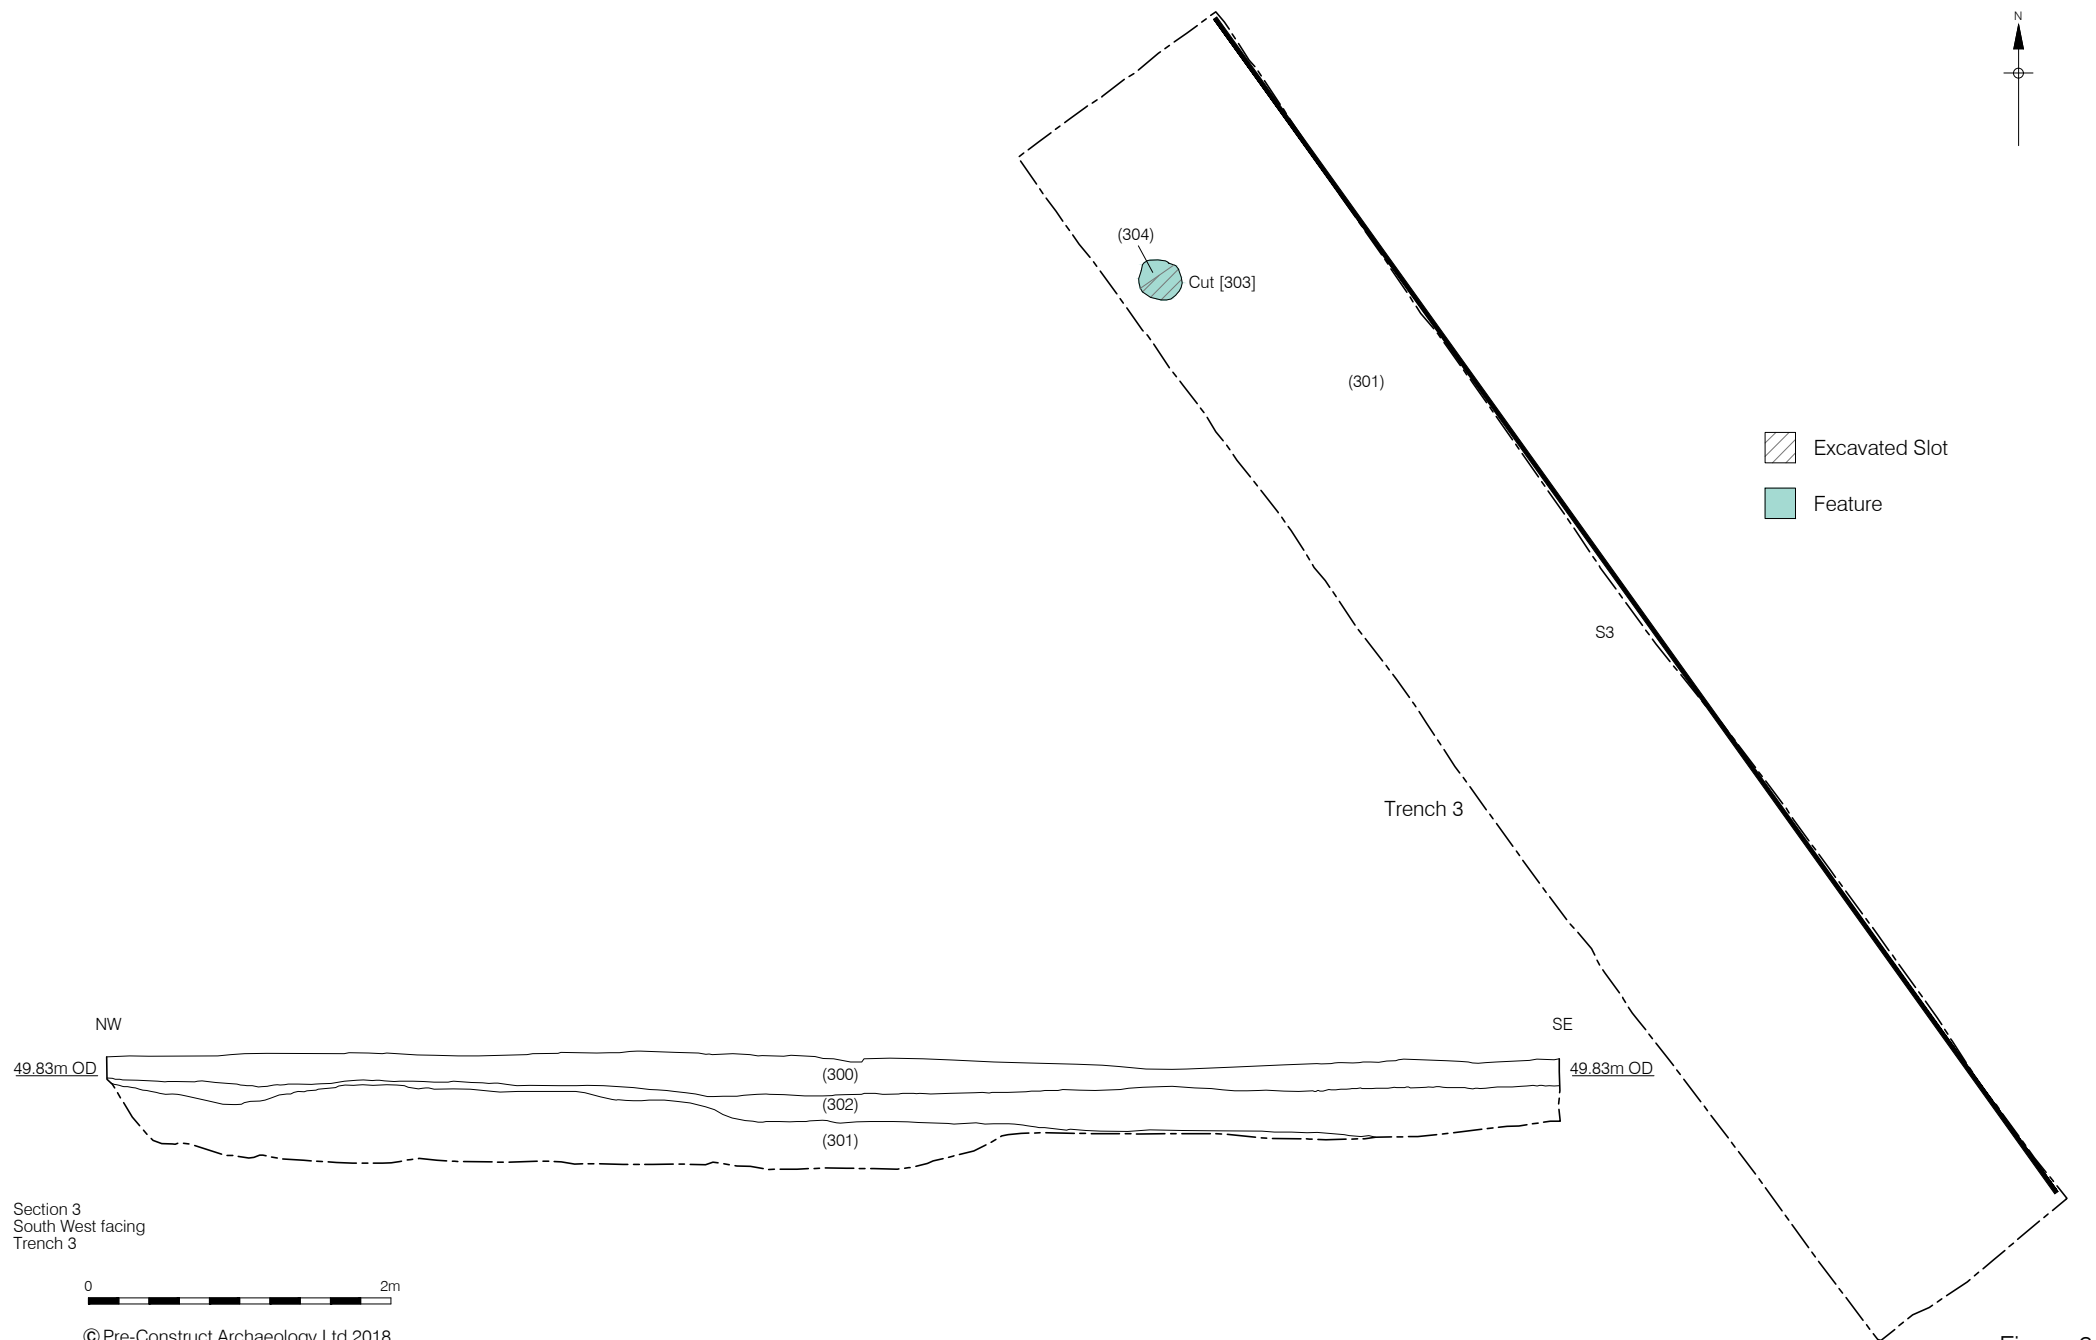 N
(304)
Cut [303]
(301)
Excavated Slot
Feature
S3
Trench 3
NW
SE
49.83m OD
49.83m OD
(300)
(302)
(301)
Section 3
South West facing
Trench 3
0 2m
© Pre-Construct Archaeology Ltd 2018